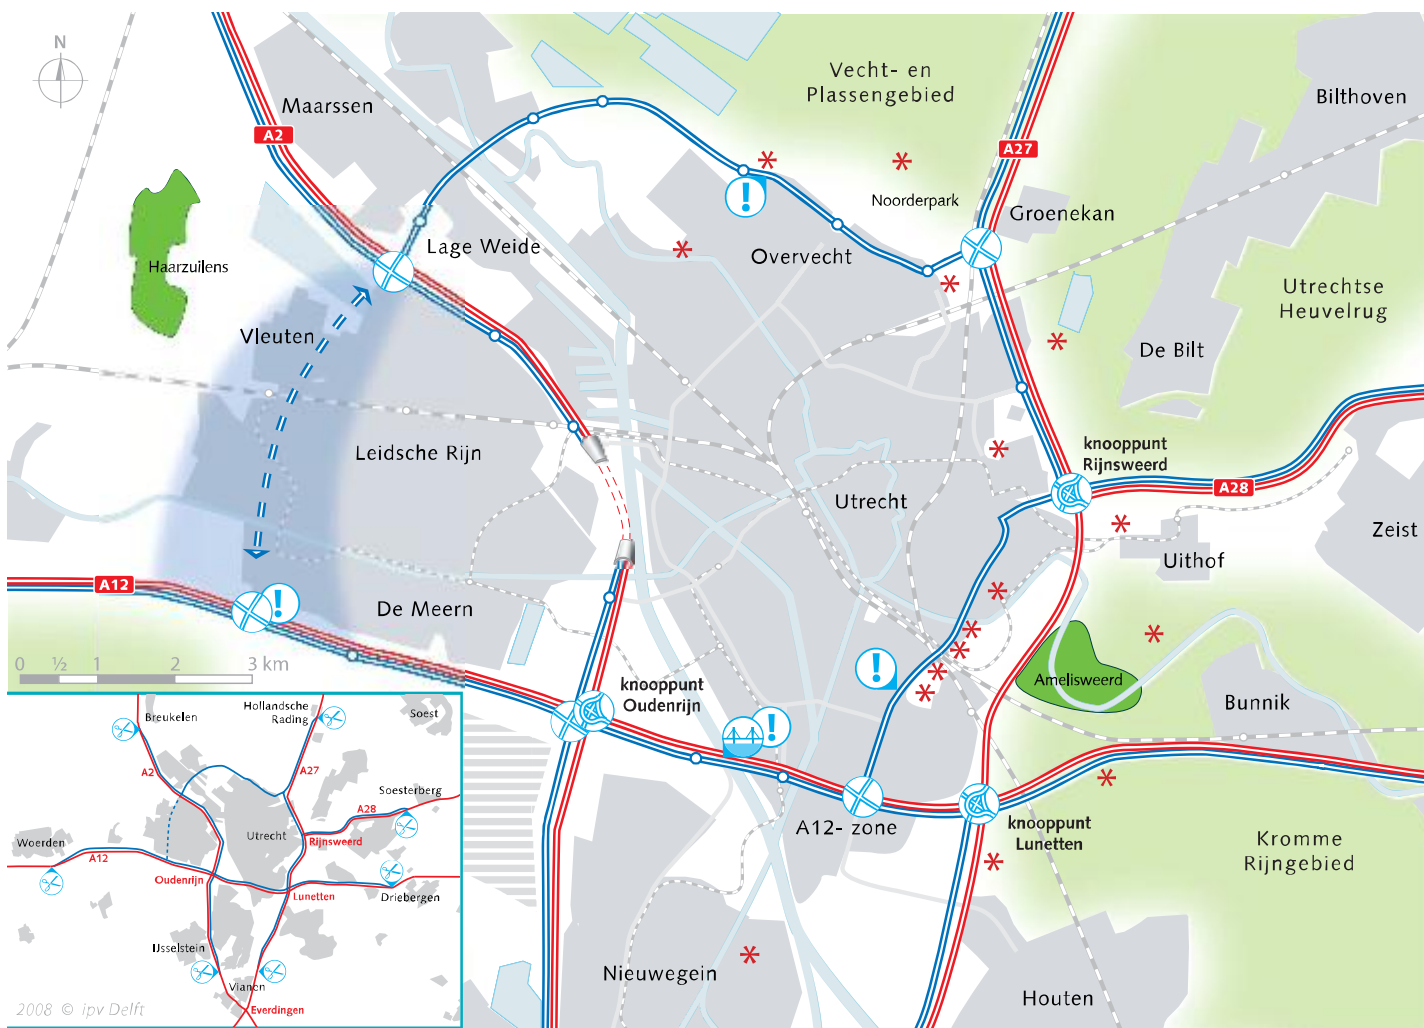 N
Maarssen
A2
Vecht- en
Plassengebied
Bilthoven
A27
Noorderpark
Groenekan
Haarzuilens
Lage Weide
!
Overvecht
Utrechtse
Heuvelrug
Vleuten
De Bilt
Leidsche Rijn
knooppunt
Rijnsweerd
A28
Utrecht
Zeist
Uithof
A12
!
De Meern
0 ½ 1 2 3 km
knooppunt
Oudenrijn
!
!
Amelisweerd
Bunnik
A12- zone
knooppunt
Lunetten
Kromme
Rijngebied
Nieuwegein
Houten
Breukelen
Hollandsche
Rading
Soest
A2
A27
Soesterberg
A28
Utrecht
Rijnsweerd
Woerden
A12
Oudenrijn
Lunetten
Driebergen
IJsselstein
Vianen
Everdingen
2008 © ipv Delft